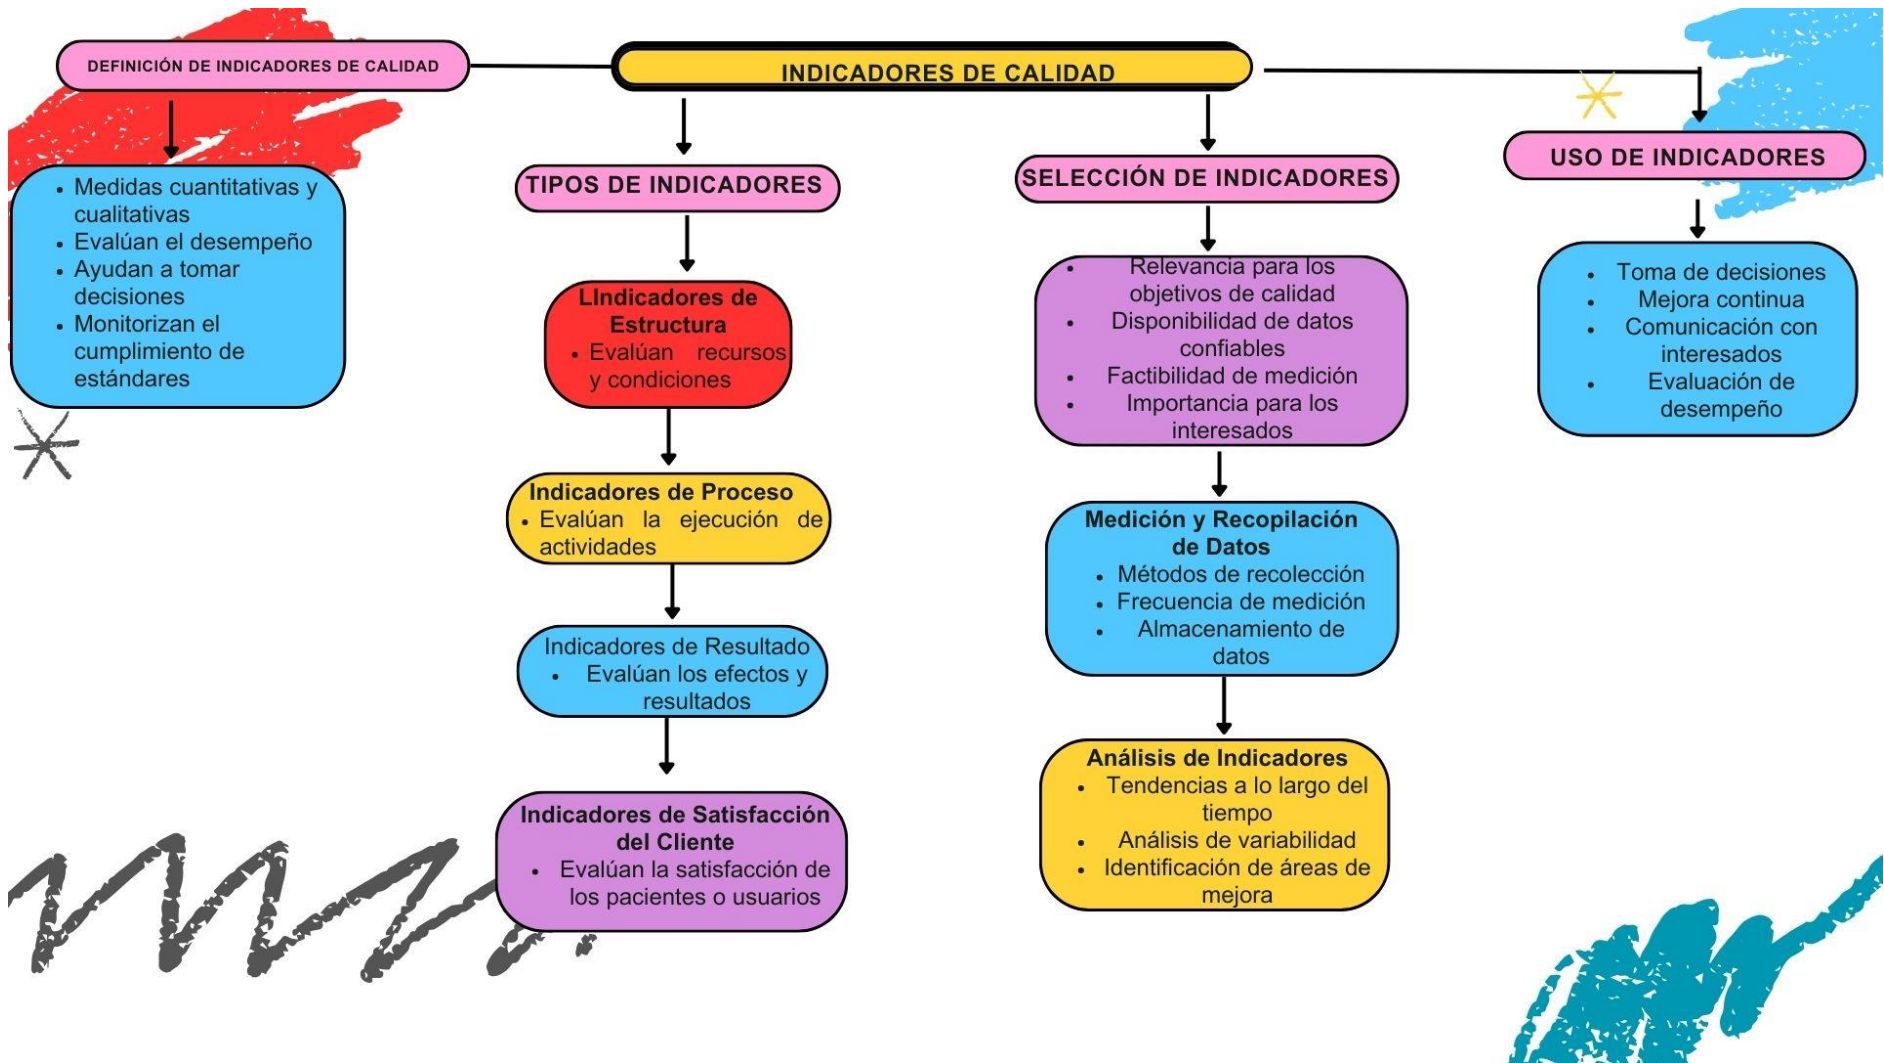 DEFINICIÓN DE INDICADORES DE CALIDAD
INDICADORES DE CALIDAD
• Medidas cuantitativas y
cualitativas
• Evalúan el desempeño
• Ayudan a tomar
decisiones
• Monitorizan el
cumplimiento de
estándares
TIPOS DE INDICADORES
LIndicadores de
Estructura
• Evalúan recursos
y condiciones
Indicadores de Proceso
• Evalúan la ejecución de
actividades
Indicadores de Resultado
• Evalúan los efectos y
resultados
Indicadores de Satisfacción
del Cliente
• Evalúan la satisfacción de
los pacientes o usuarios
SELECCIÓN DE INDICADORES
• Relevancia para los
objetivos de calidad
• Disponibilidad de datos
confiables
• Factibilidad de medición
• Importancia para los
interesados
Medición y Recopilación
de Datos
• Métodos de recolección
• Frecuencia de medición
• Almacenamiento de
datos
Análisis de Indicadores
• Tendencias a lo largo del
tiempo
• Análisis de variabilidad
• Identificación de áreas de
mejora
USO DE INDICADORES
• Toma de decisiones
• Mejora continua
• Comunicación con
interesados
• Evaluación de
desempeño